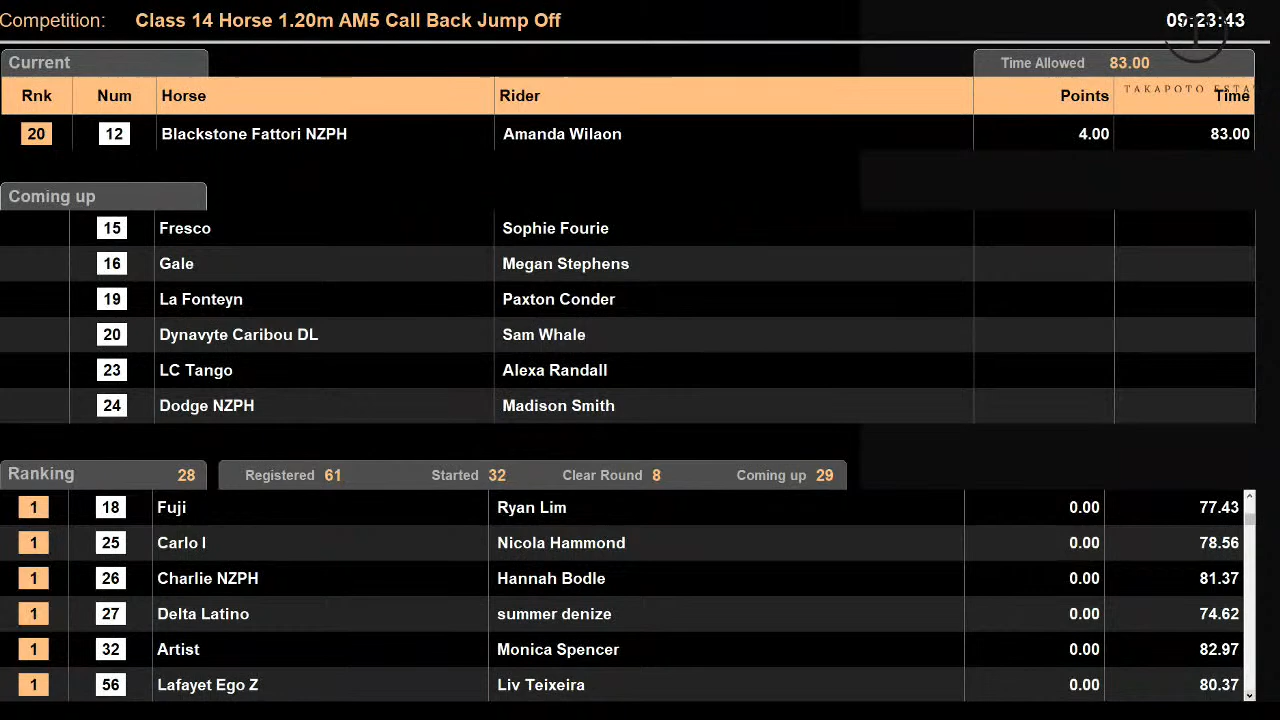 Competition: Class 14 Horse 1.20m AM5 Call Back Jump Off 09:23:43
Current Time Allowed 83.00
Rnk Num Horse Rider Points Time
TAKAPOTO
20 12 Blackstone Fattori NZPH Amanda Wilaon 4.00 83.00
Coming up
15 Fresco Sophie Fourie
16 Gale Megan Stephens
19 La Fonteyn Paxton Conder
20 Dynavyte Caribou DL Sam Whale
23 LC Tango Alexa Randall
24 Dodge NZPH Madison Smith
Ranking 28 Registered 61 Started 32 Clear Round 8 Coming up 29
1 18 Fuji Ryan Lim 0.00 77.43
1 25 Carlo I Nicola Hammond 0.00 78.56
1 26 Charlie NZPH Hannah Bodle 0.00 81.37
1 27 Delta Latino summer denize 0.00 74.62
1 32 Artist Monica Spencer 0.00 82.97
1 56 Lafayet Ego Z Liv Teixeira 0.00 80.37